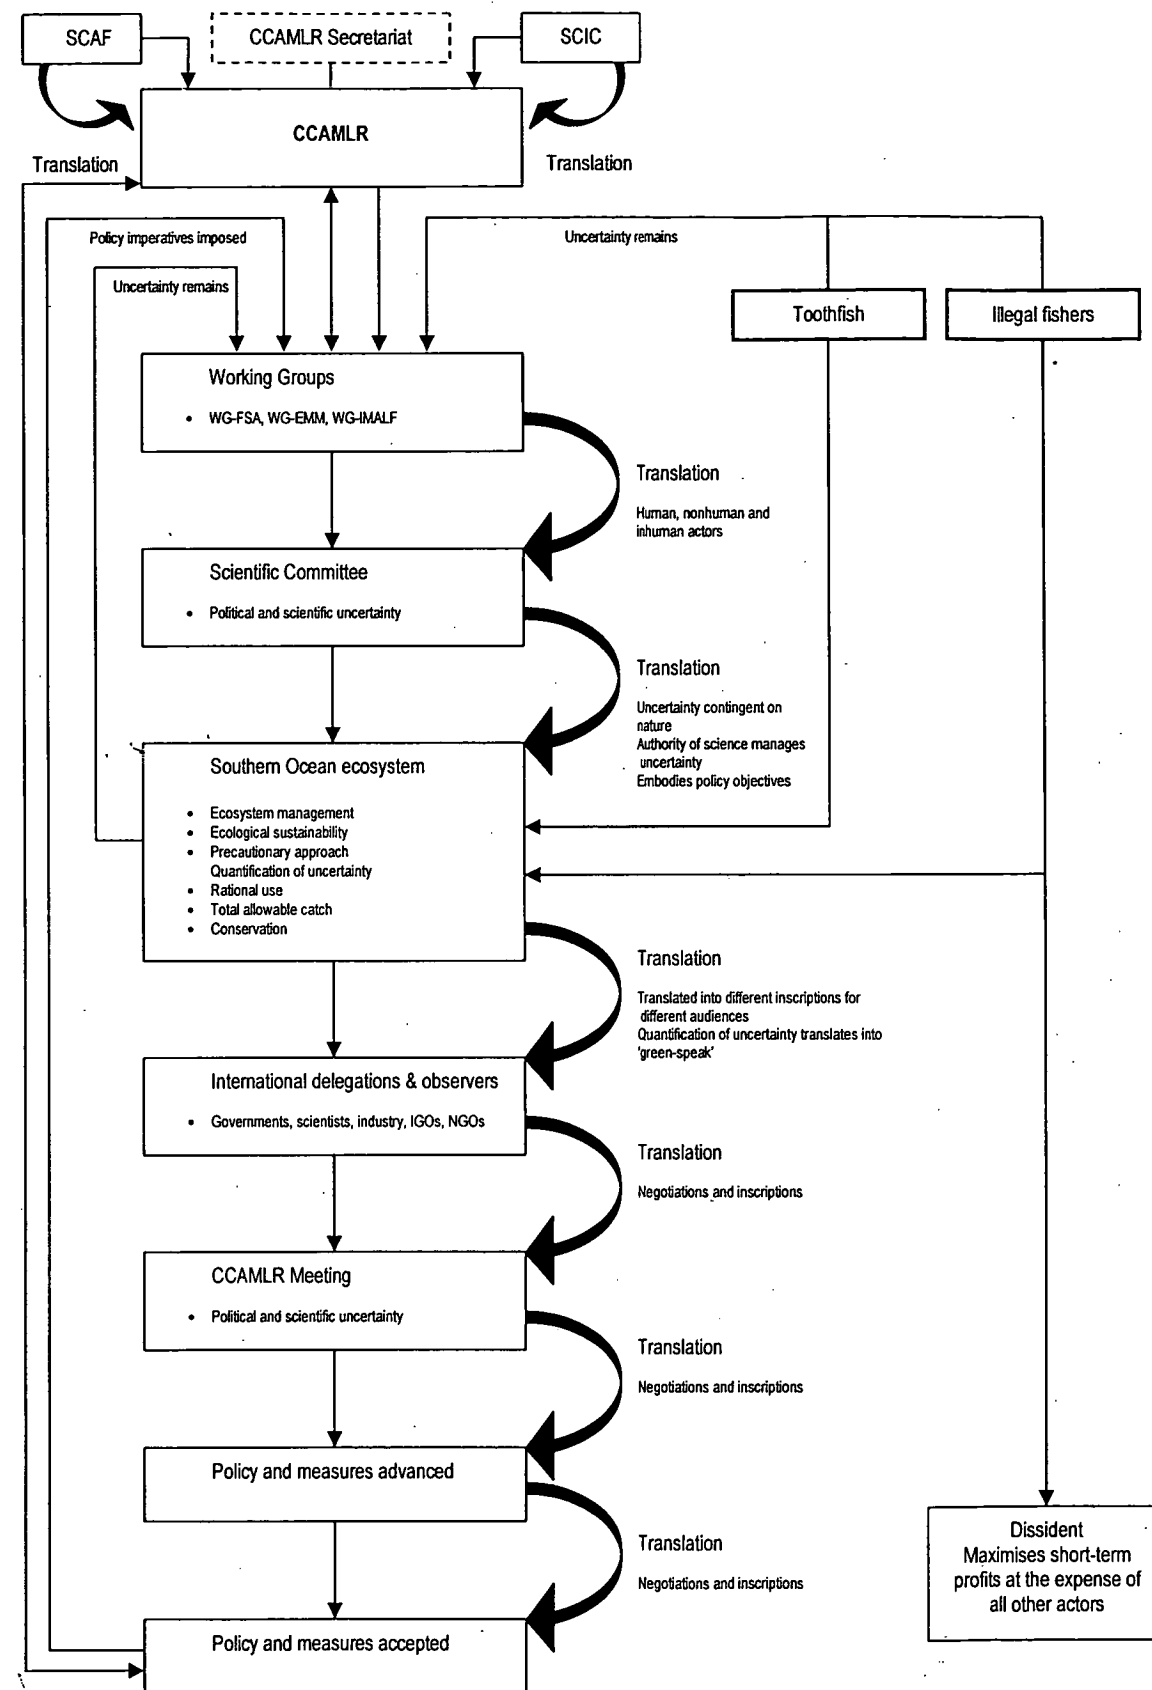 SCAF
CCAMLR Secretariat
SCIC
CCAMLR
Translation
Translation
Policy imperatives imposed
Uncertainty remains
Uncertainty remains
Toothfish
Illegal fishers
Working Groups
• WG-FSA, WG-EMM, WG-IMALF
Translation
Human, nonhuman and
inhuman actors
Scientific Committee
• Political and scientific uncertainty
Translation
Uncertainty contingent on
nature
Authority of science manages
uncertainty
Embodies policy objectives
Southern Ocean ecosystem
• Ecosystem management
• Ecological sustainability
• Precautionary approach
Quantification of uncertainty
• Rational use
• Total allowable catch
• Conservation
Translation
Translated into different inscriptions for
different audiences
Quantification of uncertainty translates into
'green-speak'
International delegations & observers
• Governments, scientists, industry, IGOs, NGOs
Translation
Negotiations and inscriptions
CCAMLR Meeting
• Political and scientific uncertainty
Translation
Negotiations and inscriptions
Policy and measures advanced
Translation
Negotiations and inscriptions
Dissident
Maximises short-term
profits at the expense of
all other actors
Policy and measures accepted